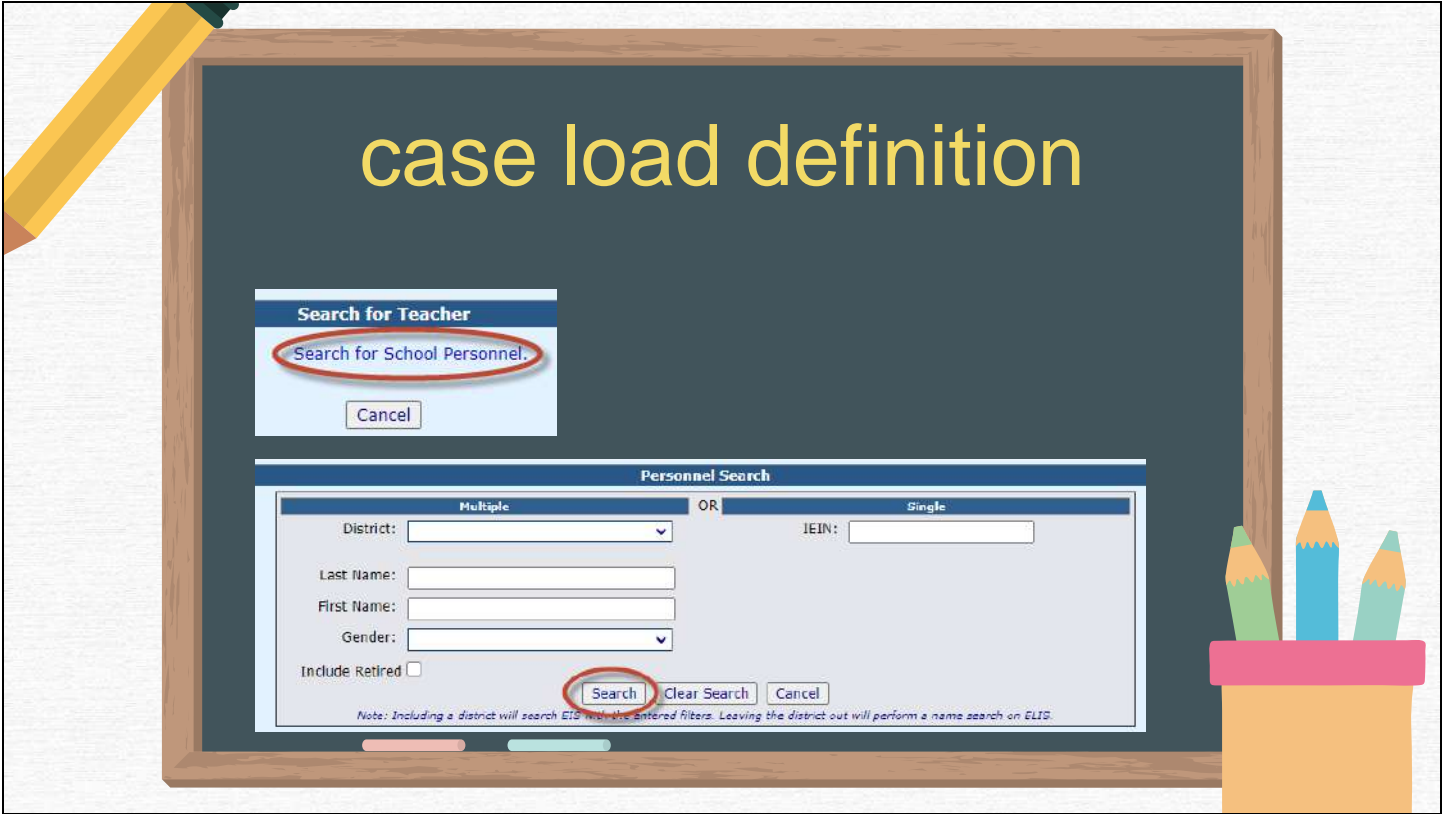 case load definition
Search for Teacher
Search for School Personnel.
Cancel
Personnel Search
Multiple OR Single
District: IEIN:
Last Name:
First Name:
Gender:
Include Retired
Search Clear Search Cancel
Note: Including a district will search EIS with the entered filters. Leaving the district out will perform a name search on ELIS.